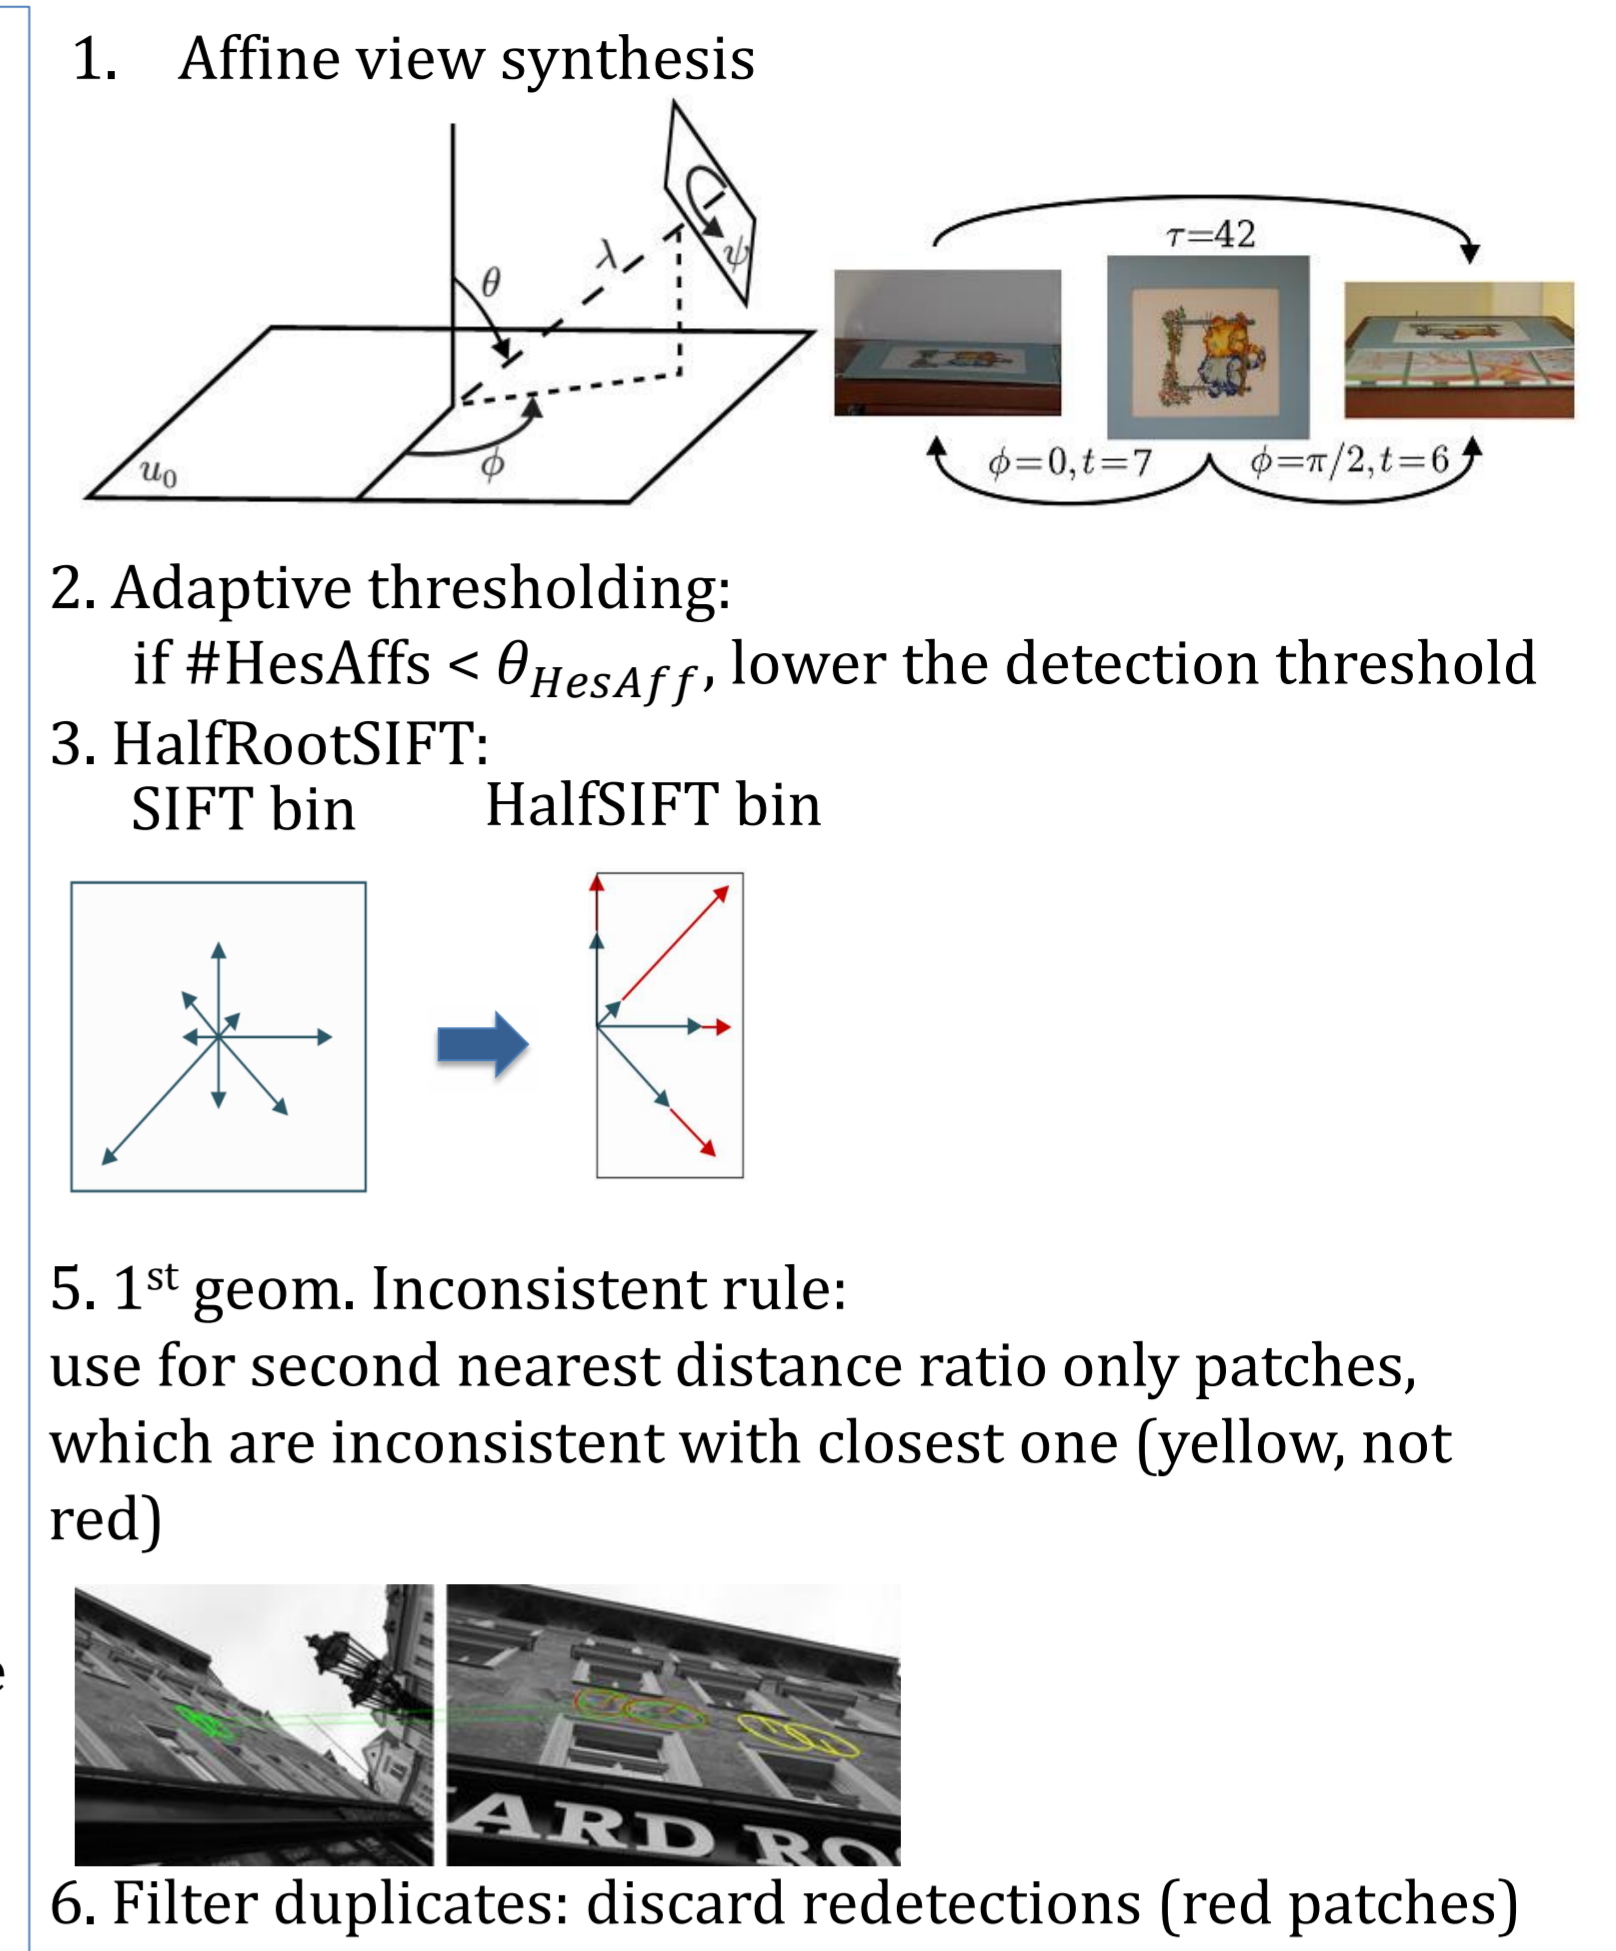 1. Affine view synthesis
θ
λ
ψ
u₀
ϕ
τ=42
ϕ=0,t=7
ϕ=π/2,t=6
2. Adaptive thresholding:
if #HesAffs < θ_HesAff, lower the detection threshold
3. HalfRootSIFT:
SIFT bin
HalfSIFT bin
5. 1st geom. Inconsistent rule:
use for second nearest distance ratio only patches,
which are inconsistent with closest one (yellow, not
red)
ARD RO
6. Filter duplicates: discard redetections (red patches)